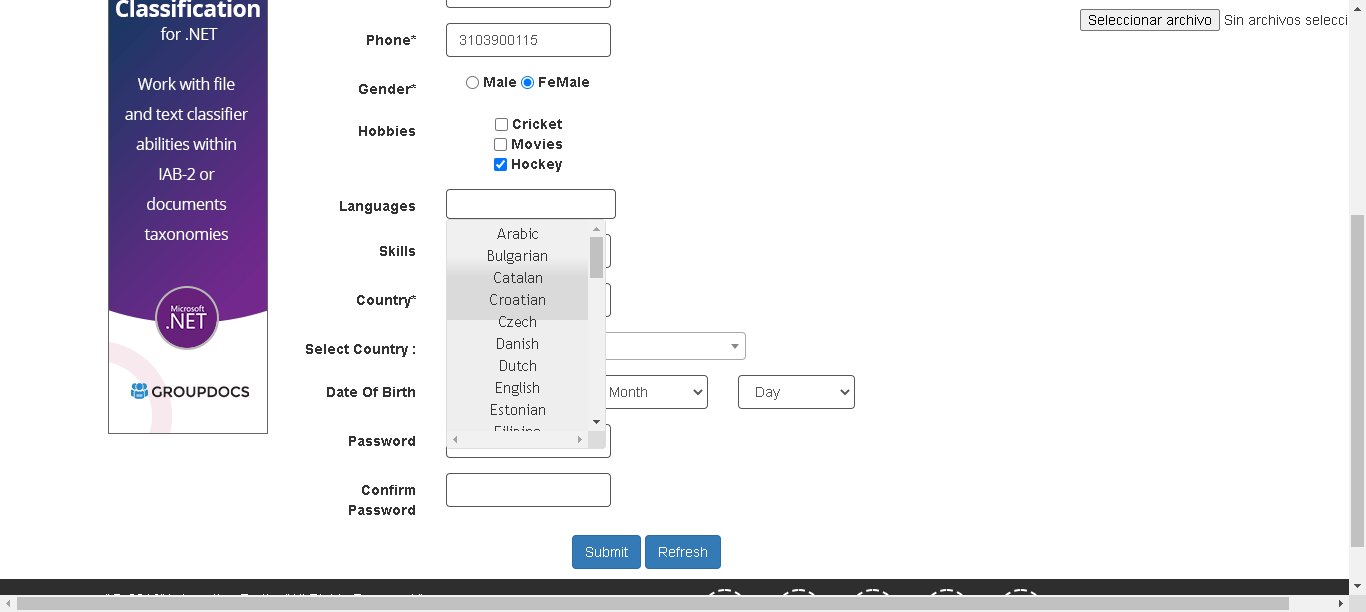 Classification
for .NET
Work with file
and text classifier
abilities within
IAB-2 or
documents
taxonomies
Microsoft
.NET
GROUPDOCS
Seleccionar archivo Sin archivos selecci
Phone* 3103900115
Gender* Male FeMale
Hobbies Cricket
Movies
Hockey
Languages
Arabic
Bulgarian
Catalan
Croatian
Czech
Danish
Dutch
English
Estonian
Filipino
Skills
Country*
Select Country :
Date Of Birth Month Day
Password
Confirm
Password
Submit Refresh